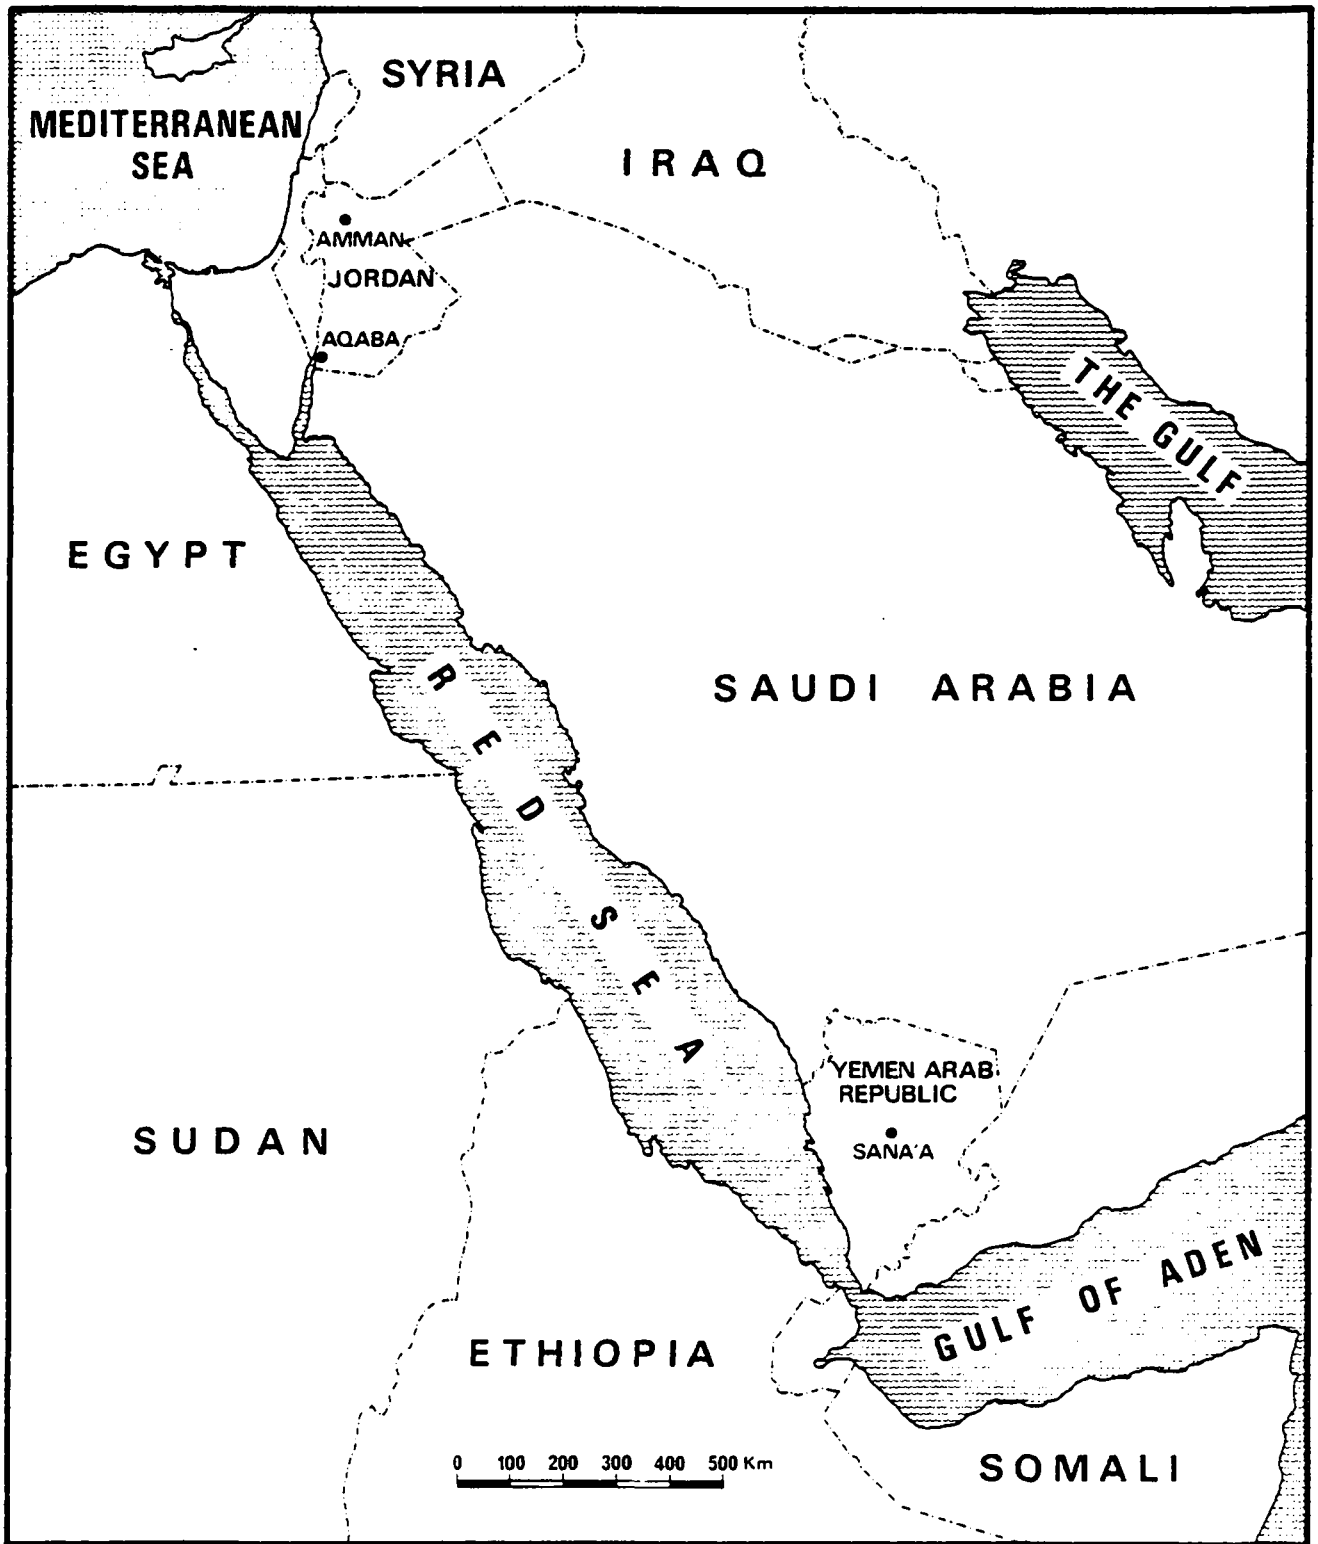 SYRIA
MEDITERRANEAN
SEA
IRAQ
AMMAN
JORDAN
AQABA
THE GULF
EGYPT
RED SEA
SAUDI ARABIA
YEMEN ARAB
REPUBLIC
SANA'A
SUDAN
GULF OF ADEN
ETHIOPIA
0 100 200 300 400 500 Km
SOMALI